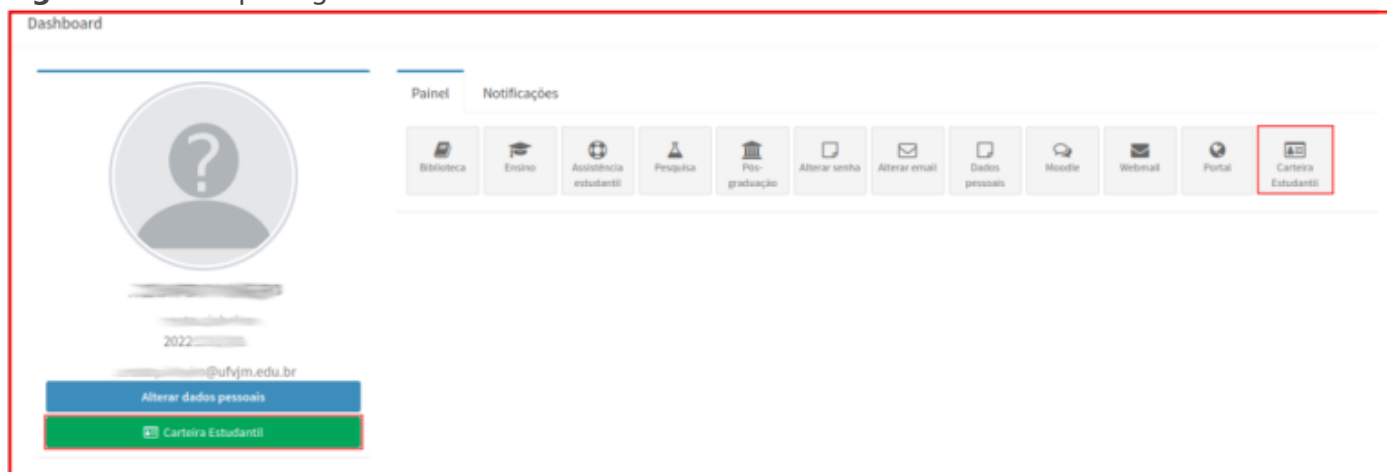 Dashboard
Painel Notificações
Biblioteca Ensino Assistência estudantil Pesquisa Pós-graduação Alterar senha Alterar email Dados pessoais Moodle Webmail Portal Carteira Estudantil
2022
@ufvjm.edu.br
Alterar dados pessoais
Carteira Estudantil